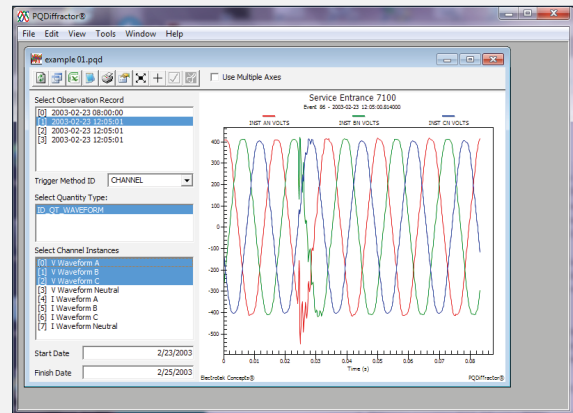 PQDiffractor®
File Edit View Tools Window Help
example01.pqd
Use Multiple Axes
Select Observation Record
[0] 2003-02-23 08:00:00
[1] 2003-02-23 12:05:01
[2] 2003-02-23 12:05:01
[3] 2003-02-23 12:05:01
Trigger Method ID CHANNEL
Select Quantity Type:
ID_QT_WAVEFORM
Select Channel Instances
[0] V Waveform A
[1] V Waveform B
[2] V Waveform C
[3] V Waveform Neutral
[4] I Waveform A
[5] I Waveform B
[6] I Waveform C
[7] I Waveform Neutral
Start Date 2/23/2003
Finish Date 2/25/2003
Service Entrance 7100
Event 86 - 2003-02-23 12:05:00.814000
INST AN VOLTS INST BN VOLTS INST CN VOLTS
400
300
200
100
0
-100
-200
-300
-400
-500
0 0.01 0.02 0.03 0.04 0.05 0.06 0.07 0.08
Time (s)
Electrotek Concepts® PQDiffractor®